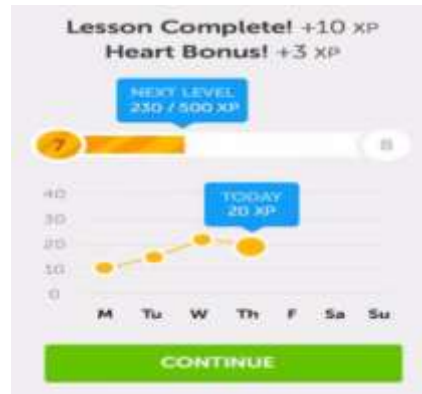 Lesson Complete! +10 XP
Heart Bonus! +3 XP
NEXT LEVEL
230 / 500 XP
7
8
40
TODAY
20 XP
30
20
10
0
M Tu W Th F Sa Su
CONTINUE